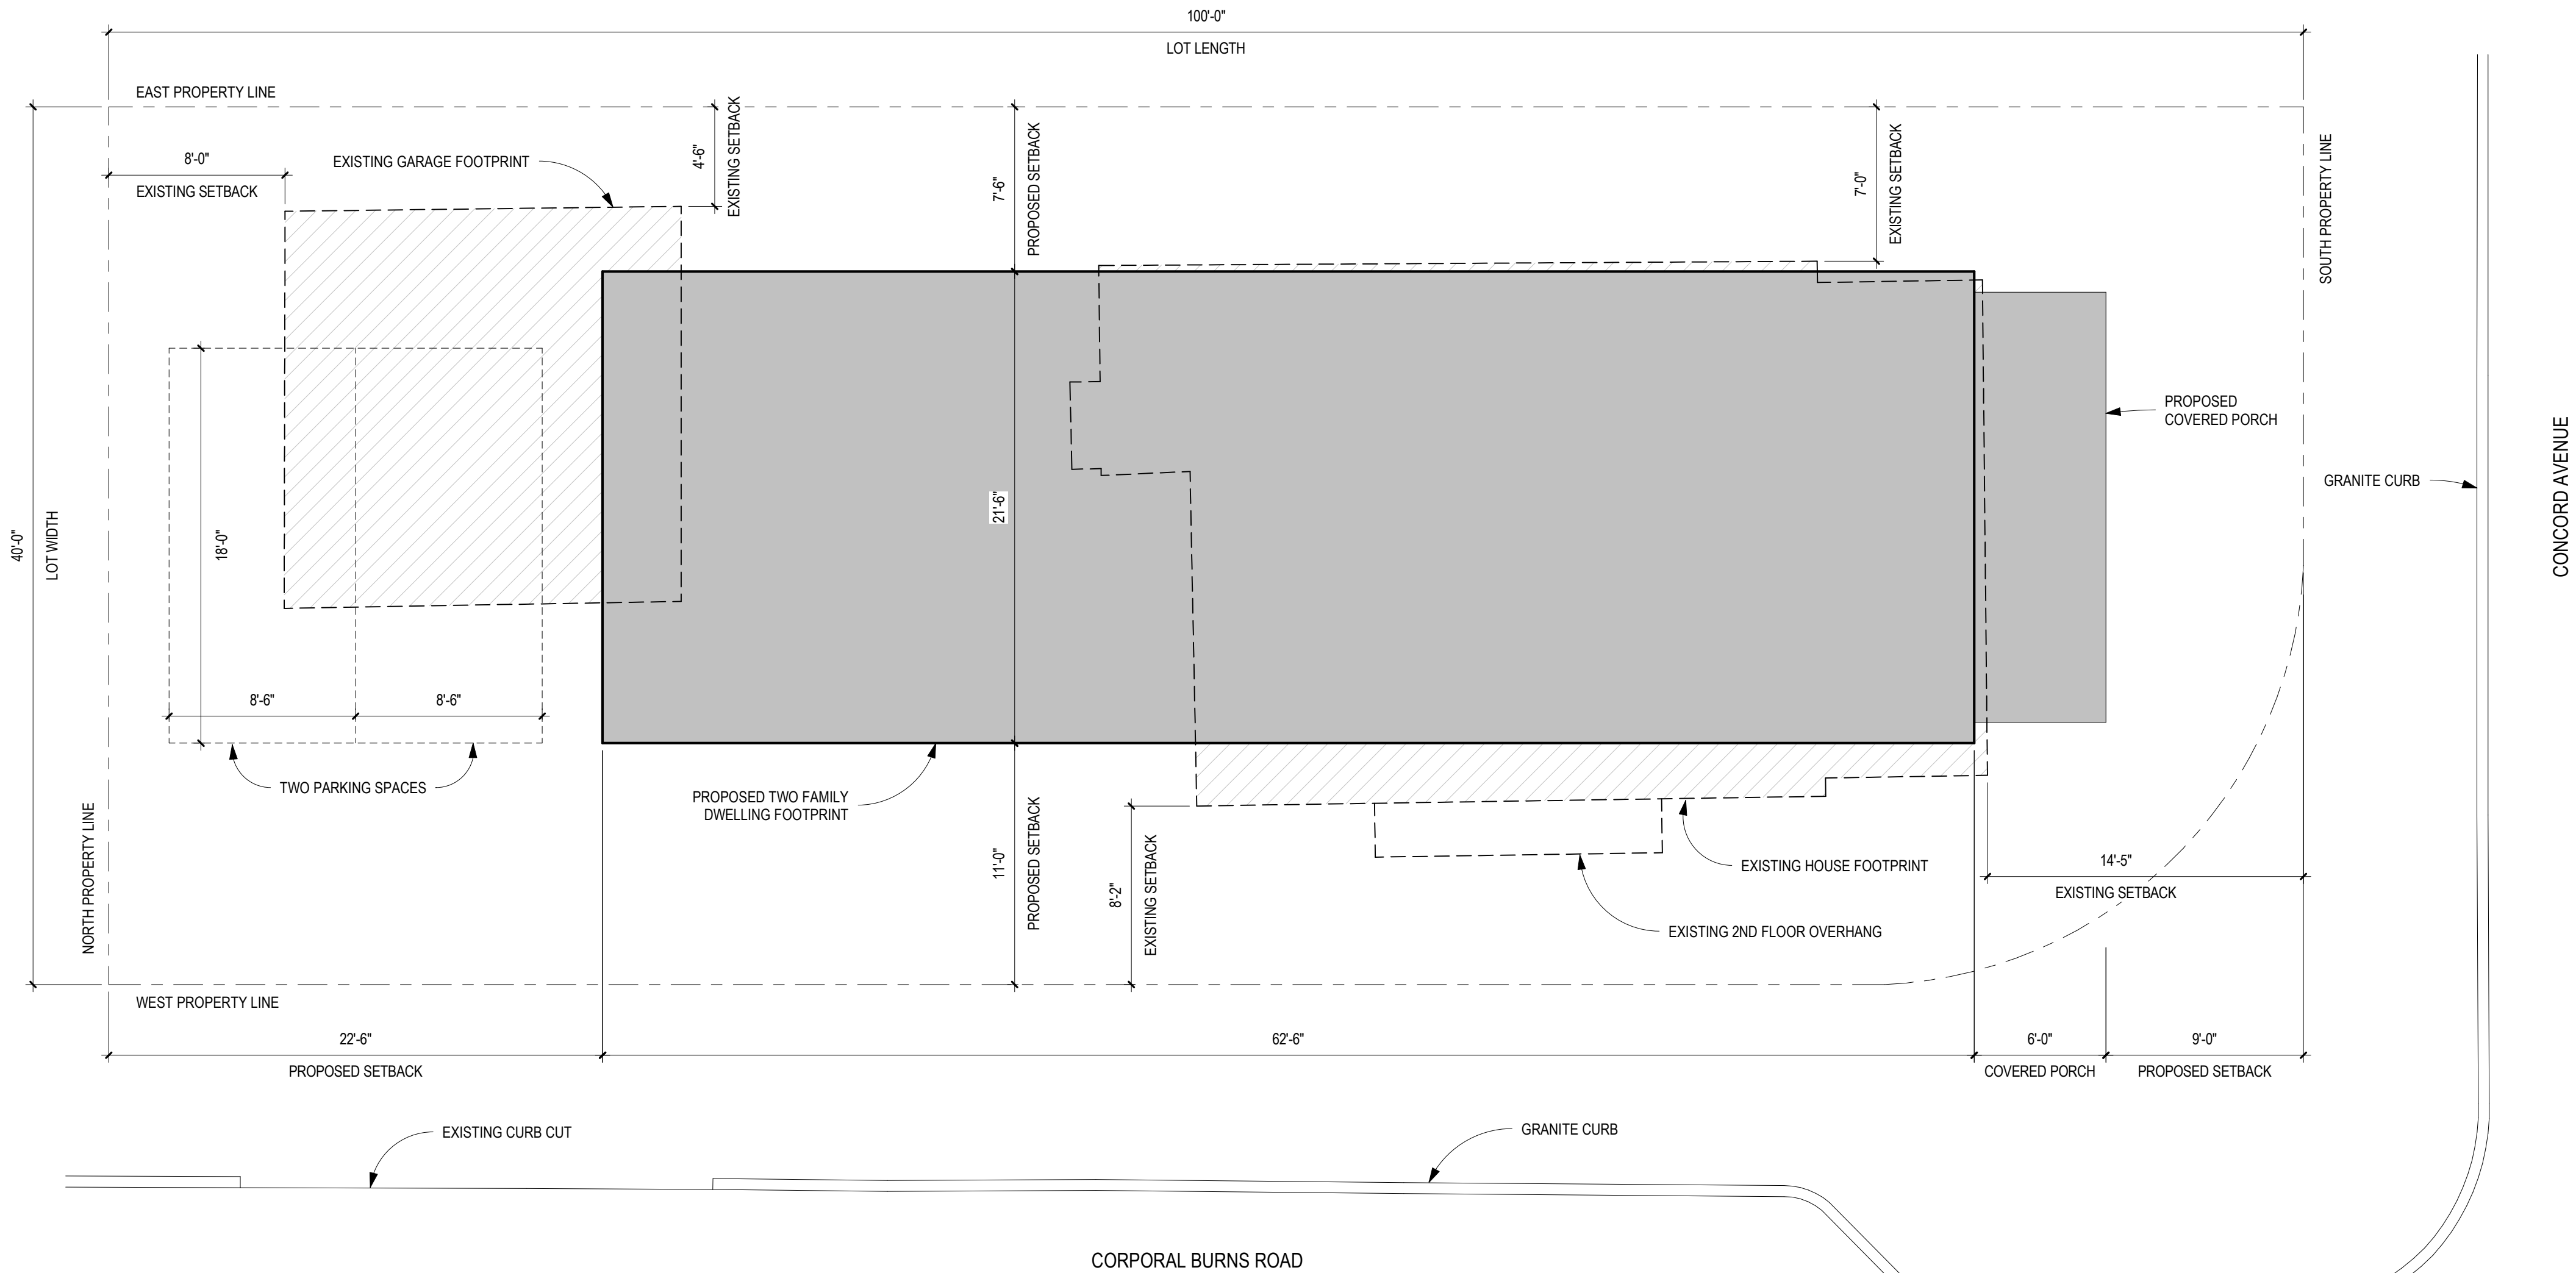 100'-0"
LOT LENGTH
EAST PROPERTY LINE
8'-0"
EXISTING SETBACK
EXISTING GARAGE FOOTPRINT
4'-6"
EXISTING SETBACK
7'-6"
PROPOSED SETBACK
7'-0"
EXISTING SETBACK
SOUTH PROPERTY LINE
PROPOSED
COVERED PORCH
GRANITE CURB
CONCORD AVENUE
40'-0"
LOT WIDTH
18'-0"
21'-6"
8'-6"
8'-6"
TWO PARKING SPACES
PROPOSED TWO FAMILY
DWELLING FOOTPRINT
NORTH PROPERTY LINE
11'-0"
PROPOSED SETBACK
8'-2"
EXISTING SETBACK
EXISTING HOUSE FOOTPRINT
EXISTING 2ND FLOOR OVERHANG
14'-5"
EXISTING SETBACK
WEST PROPERTY LINE
22'-6"
PROPOSED SETBACK
62'-6"
6'-0"
COVERED PORCH
9'-0"
PROPOSED SETBACK
EXISTING CURB CUT
GRANITE CURB
CORPORAL BURNS ROAD